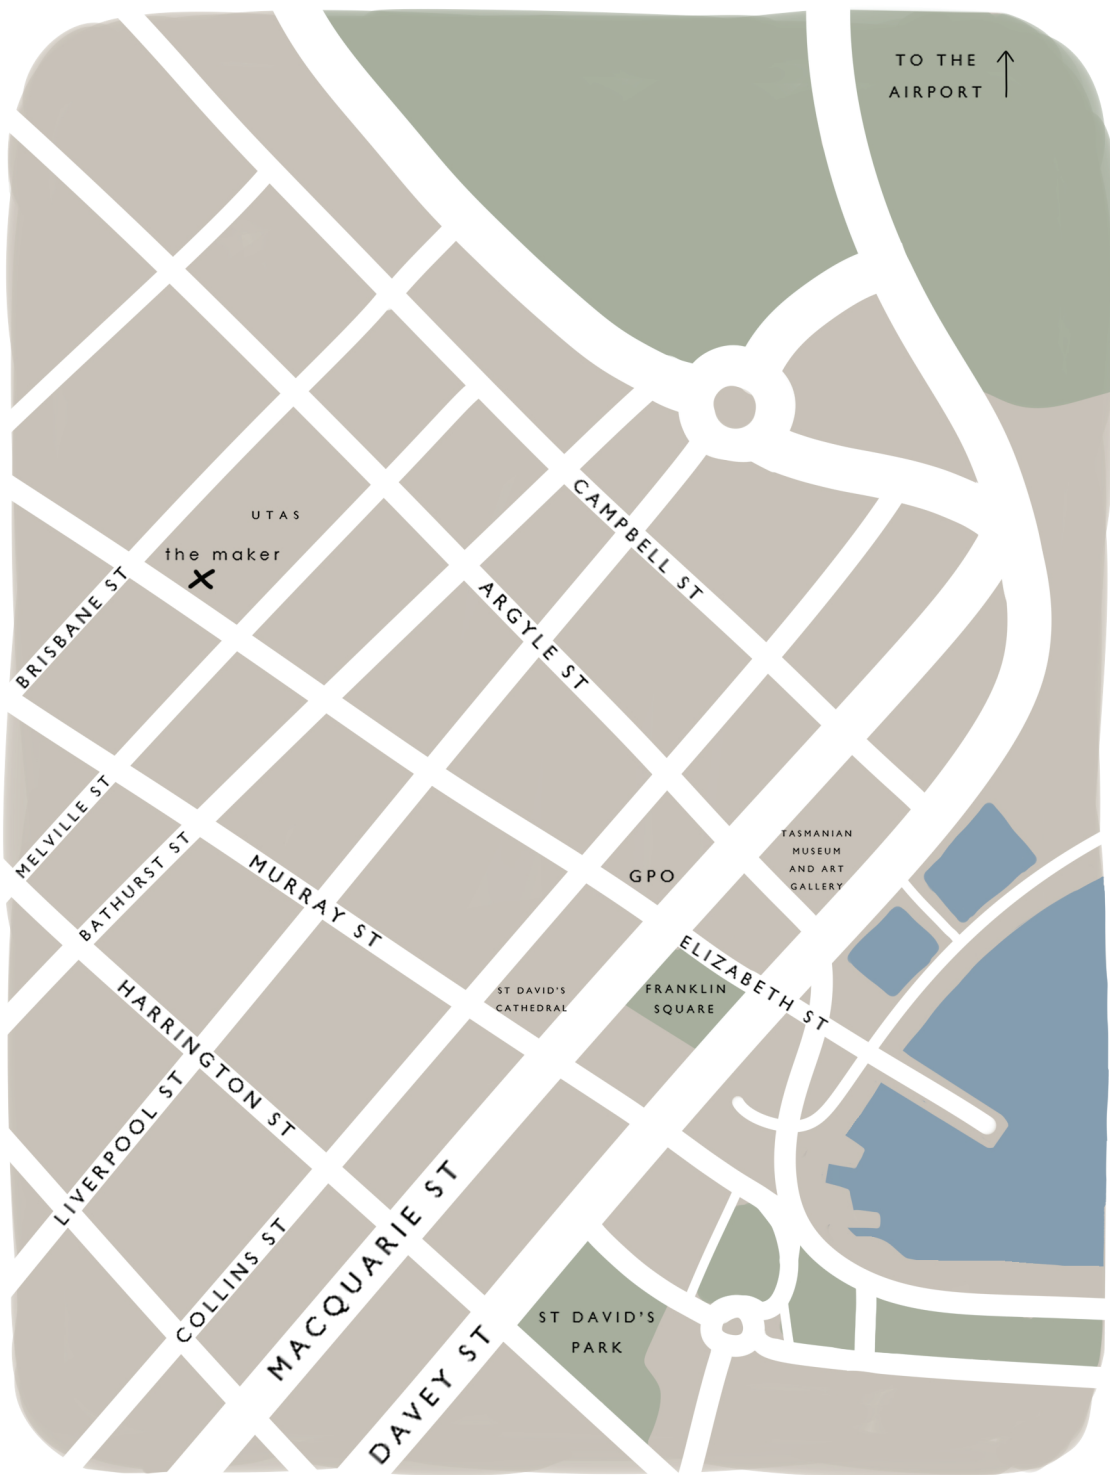 TO THE
AIRPORT
CAMPBELL ST
UTAS
the maker
BRISBANE ST
ARGYLE ST
MELVILLE ST
BATHURST ST
MURRAY ST
TASMANIAN
MUSEUM
AND ART
GALLERY
GPO
ELIZABETH ST
ST DAVID'S
CATHEDRAL
FRANKLIN
SQUARE
HARRINGTON ST
LIVERPOOL ST
COLLINS ST
MACQUARIE ST
DAVEY ST
ST DAVID'S
PARK